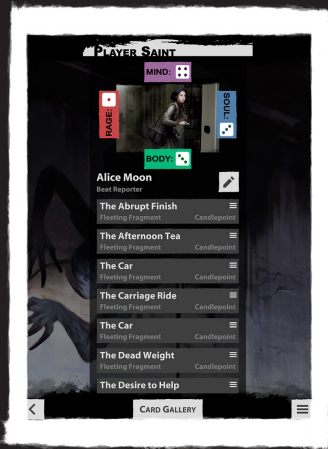 PLAYER SAINT
MIND:
RAGE:
SOUL:
BODY:
Alice Moon
Beat Reporter
The Abrupt Finish
Fleeting Fragment Candlepoint
The Afternoon Tea
Fleeting Fragment Candlepoint
The Car
Fleeting Fragment Candlepoint
The Carriage Ride
Fleeting Fragment Candlepoint
The Car
Fleeting Fragment Candlepoint
The Dead Weight
Fleeting Fragment Candlepoint
The Desire to Help
CARD GALLERY